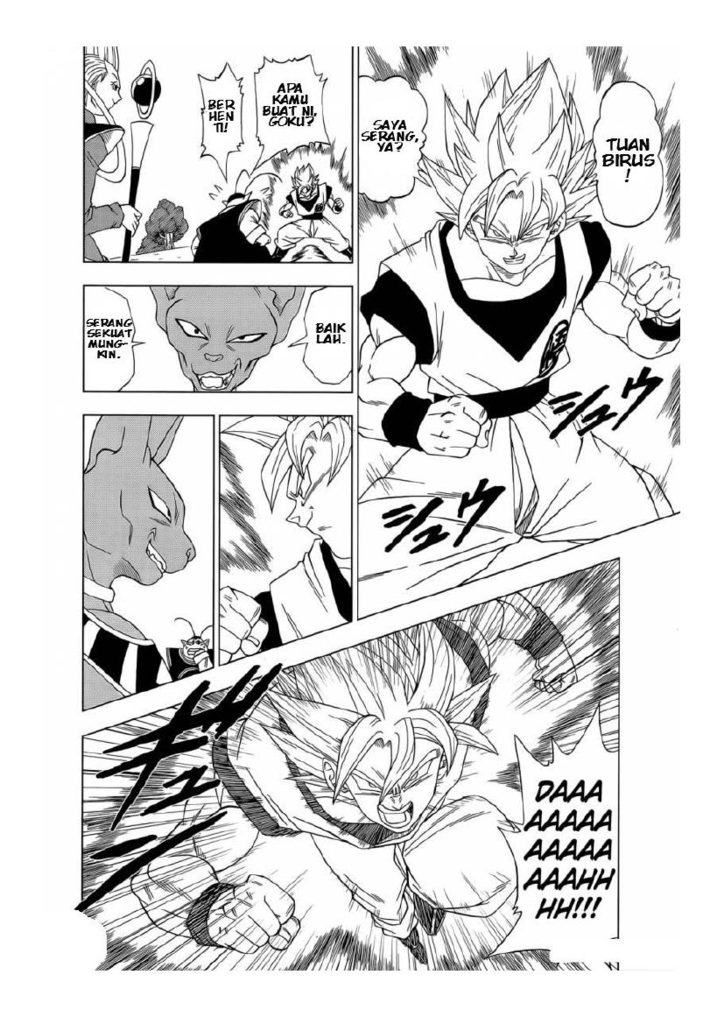 TUAN
BIRUS
!
SAYA
SERANG,
YA?
シュウ
シュウ
APA
KAMU
BUAT NI,
GOKU?
BER
HEN
TI!
BAIK
LAH.
SERANG
SEKUAT
MUNG-
KIN.
ギュン
DAAA
AAAAA
AAAAA
AAAHH
HH!!!